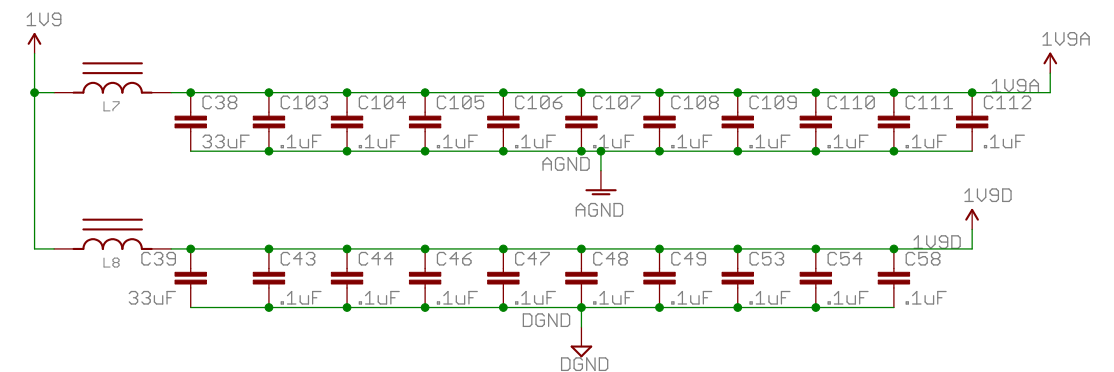 1V9
1V9A
L7
1V9A
C38 C103 C104 C105 C106 C107 C108 C109 C110 C111 C112
33uF .1uF .1uF .1uF .1uF .1uF .1uF .1uF .1uF .1uF .1uF
AGND
AGND
1V9D
1V9D
L8 C39 C43 C44 C46 C47 C48 C49 C53 C54 C58
33uF .1uF .1uF .1uF .1uF .1uF .1uF .1uF .1uF .1uF
DGND
DGND